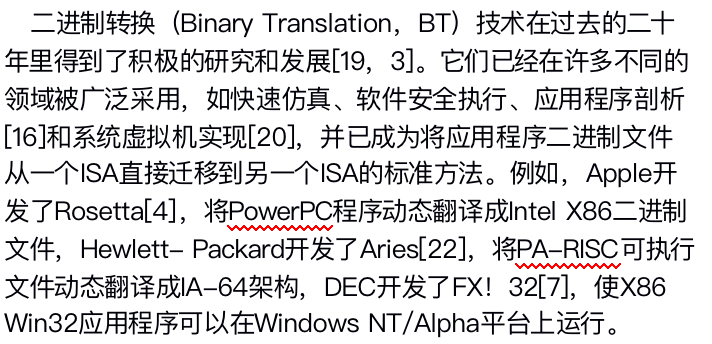 二进制转换（Binary Translation，BT）技术在过去的二十
年里得到了积极的研究和发展[19，3]。它们已经在许多不同的
领域被广泛采用，如快速仿真、软件安全执行、应用程序剖析
[16]和系统虚拟机实现[20]，并已成为将应用程序二进制文件
从一个ISA直接迁移到另一个ISA的标准方法。例如，Apple开
发了Rosetta[4]，将PowerPC程序动态翻译成Intel X86二进制
文件，Hewlett- Packard开发了Aries[22]，将PA-RISC可执行
文件动态翻译成IA-64架构，DEC开发了FX！32[7]，使X86
Win32应用程序可以在Windows NT/Alpha平台上运行。